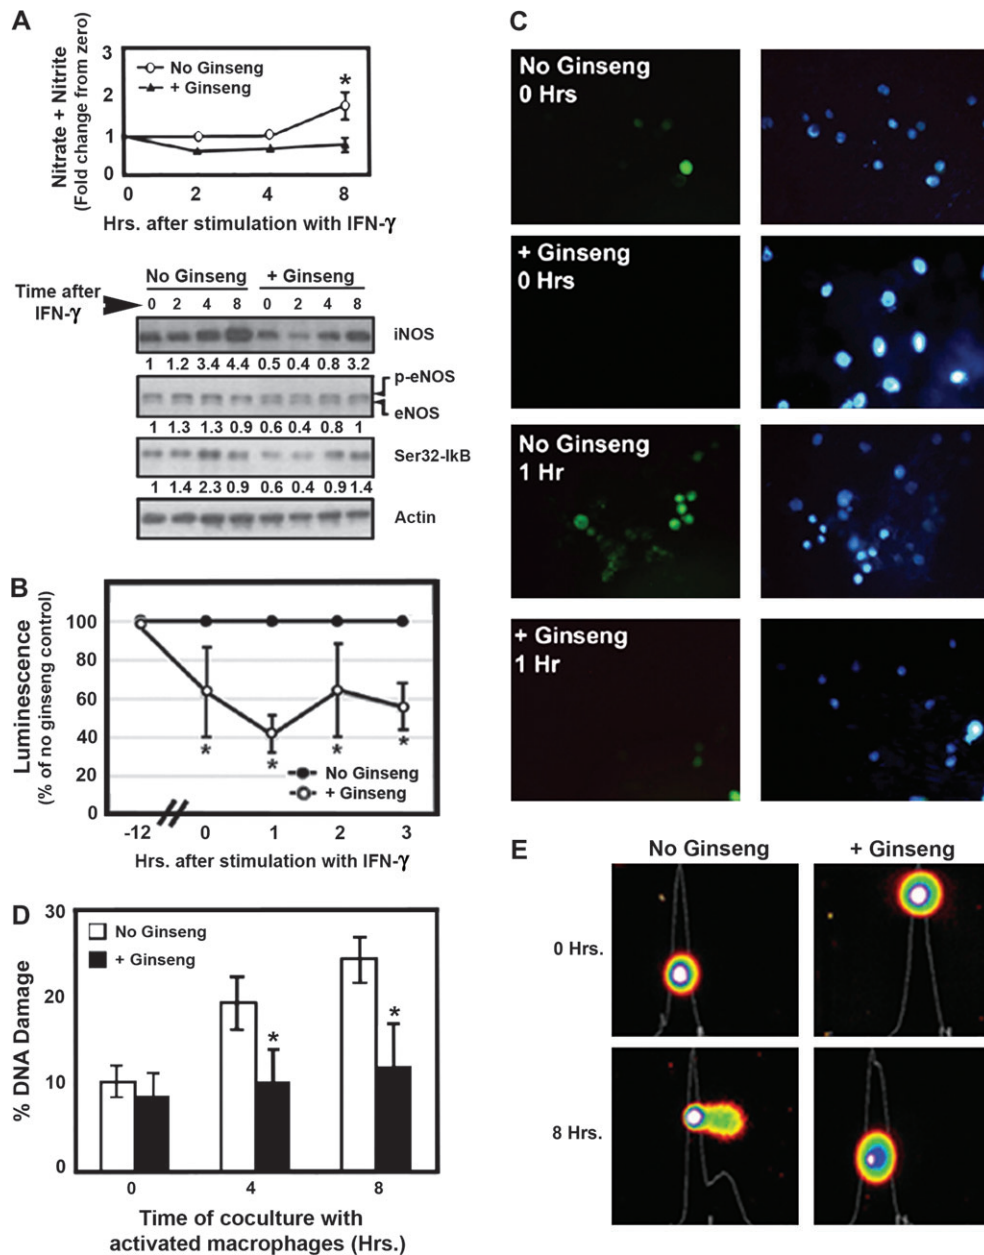 A
Nitrate + Nitrite
(Fold change from zero)
3
2
1
0
No Ginseng
+ Ginseng
*
0 2 4 8
Hrs. after stimulation with IFN-γ
No Ginseng + Ginseng
Time after
IFN-γ
0 2 4 8 0 2 4 8
iNOS
1 1.2 3.4 4.4 0.5 0.4 0.8 3.2
p-eNOS
eNOS
1 1.3 1.3 0.9 0.6 0.4 0.8 1
Ser32-IkB
1 1.4 2.3 0.9 0.6 0.4 0.9 1.4
Actin
B
Luminescence
(% of no ginseng control)
100
80
60
40
20
0
* * * *
No Ginseng
+ Ginseng
-12 0 1 2 3
Hrs. after stimulation with IFN-γ
C
No Ginseng
0 Hrs
+ Ginseng
0 Hrs
No Ginseng
1 Hr
+ Ginseng
1 Hr
D
% DNA Damage
30
20
10
0
No Ginseng
+ Ginseng
* *
0 4 8
Time of coculture with
activated macrophages (Hrs.)
E
No Ginseng + Ginseng
0 Hrs.
8 Hrs.